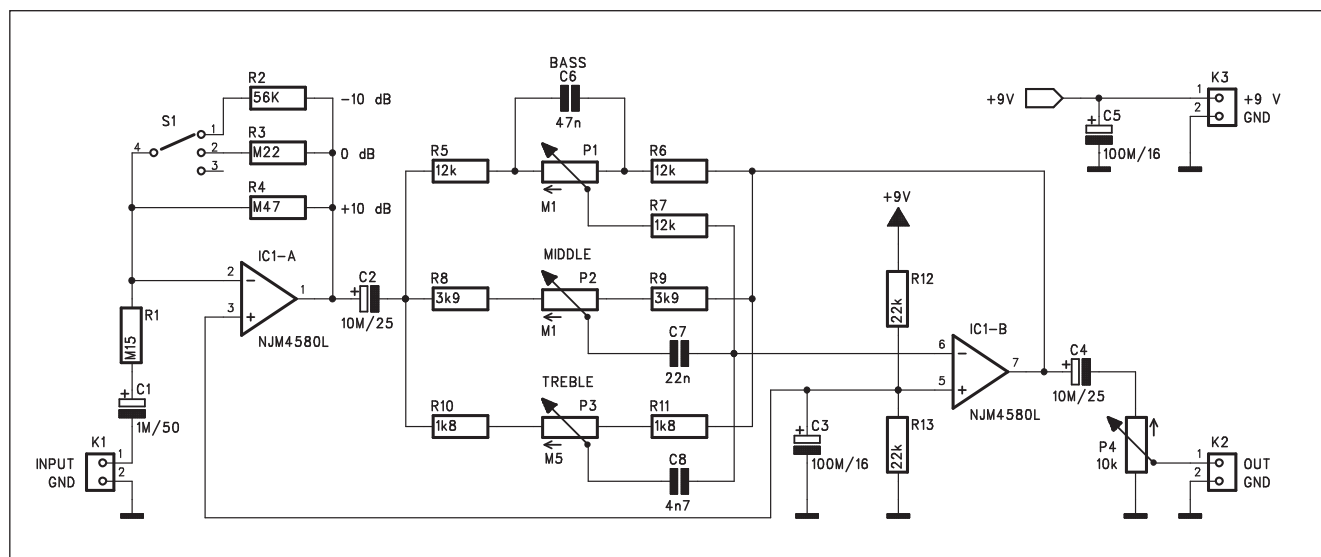 BASS
C6
47n
R2
56K
-10 dB
S1
1
R3
M22
0 dB
4
2
3
R4
M47
+10 dB
R5
12k
P1
M1
R6
12k
R7
12k
+9V
K3
1
+9 V
2
GND
C5
+
100M/16
IC1-A
2
-
3
+
1
NJM4580L
C2
+
10M/25
MIDDLE
R8
3k9
P2
M1
R9
3k9
C7
22n
+9V
R12
22k
R1
M15
C1
+
1M/50
K1
INPUT
1
GND
2
TREBLE
R10
1k8
P3
M5
R11
1k8
C8
4n7
C3
+
100M/16
R13
22k
IC1-B
6
-
5
+
7
NJM4580L
C4
+
10M/25
P4
10k
K2
1
OUT
2
GND